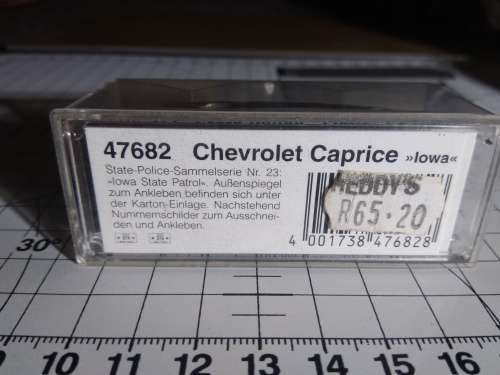 47682 Chevrolet Caprice »Iowa«
State-Police-Sammelserie Nr. 23:
»Iowa State Patrol«. Außenspiegel
zum Ankleben befinden sich unter
der Karton-Einlage. Nachstehend
Nummernschilder zum Ausschnei-
den und Ankleben.
REDDY'S
R65·20
4 001738 476828
30°
10 11 12 13 14 15 16